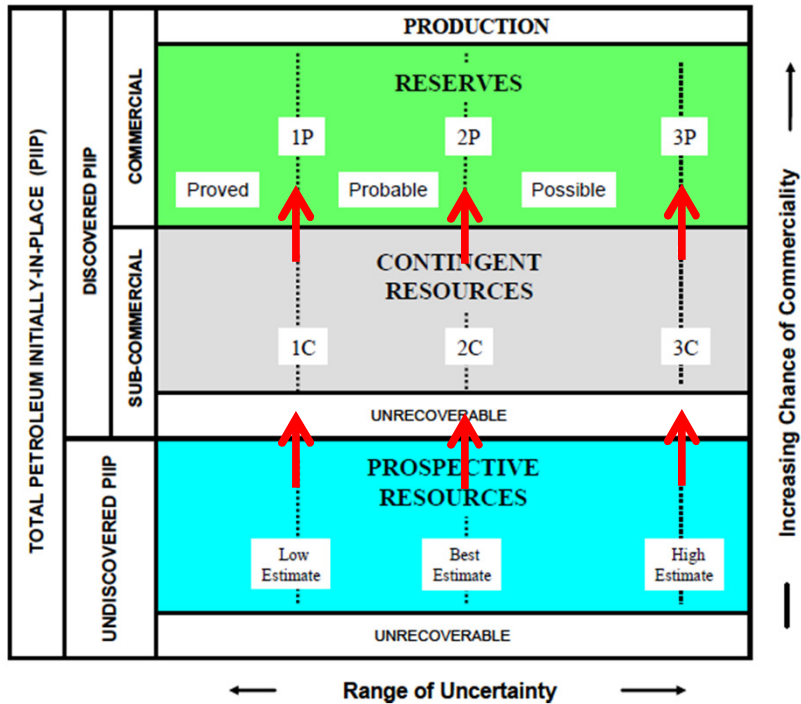 PRODUCTION
RESERVES
1P
2P
3P
Proved
Probable
Possible
CONTINGENT
RESOURCES
1C
2C
3C
UNRECOVERABLE
PROSPECTIVE
RESOURCES
Low
Estimate
Best
Estimate
High
Estimate
UNRECOVERABLE
TOTAL PETROLEUM INITIALLY-IN-PLACE (PIIP)
DISCOVERED PIIP
UNDISCOVERED PIIP
COMMERCIAL
SUB-COMMERCIAL
Increasing Chance of Commerciality
Range of Uncertainty